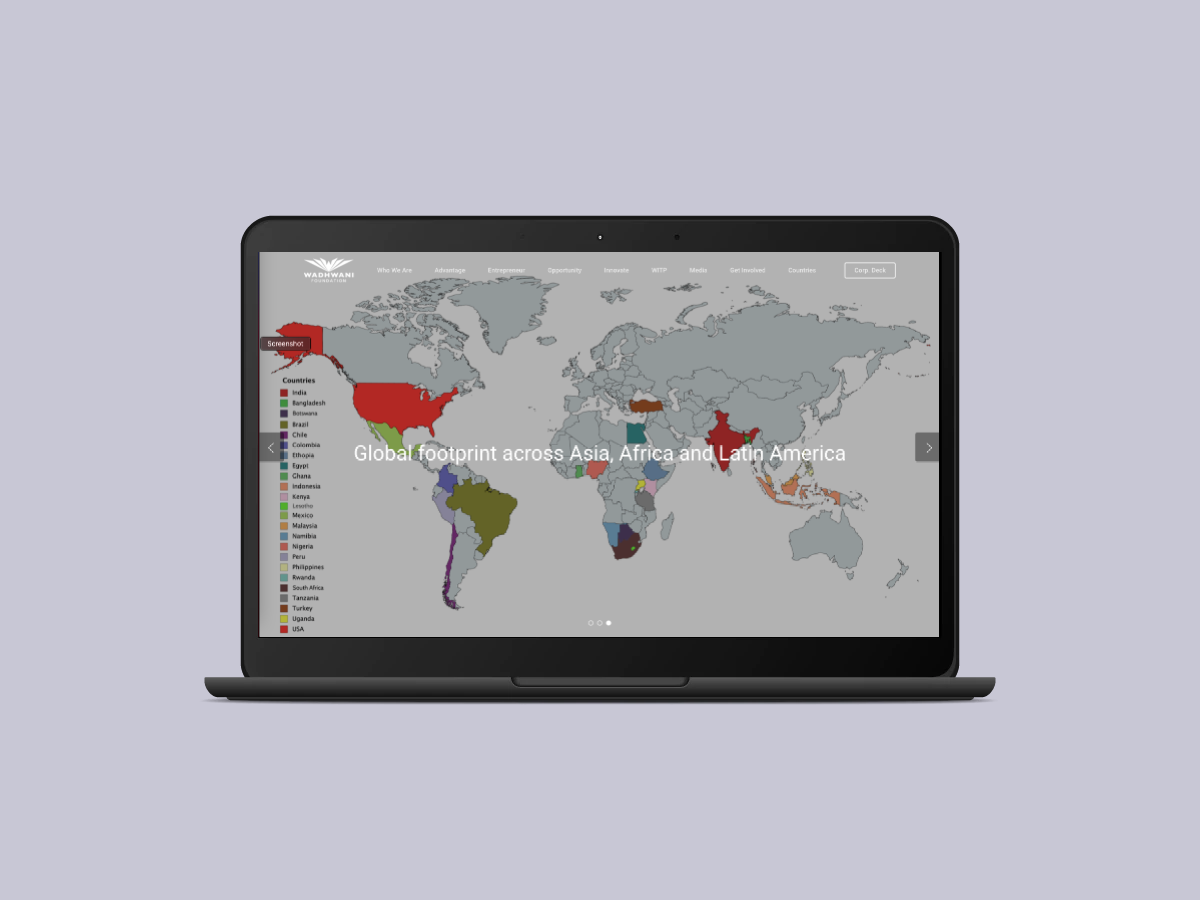 WADHWANI
FOUNDATION
Who We Are
Advantage
Entrepreneur
Opportunity
Innovate
WITP
Media
Get Involved
Countries
Corp. Deck
Screenshot
Countries
India
Bangladesh
Botswana
Brazil
Chile
Colombia
Ethopia
Egypt
Ghana
Indonesia
Kenya
Lesotho
Mexico
Malaysia
Namibia
Nigeria
Peru
Philippines
Rwanda
South Africa
Tanzania
Turkey
Uganda
USA
Global footprint across Asia, Africa and Latin America